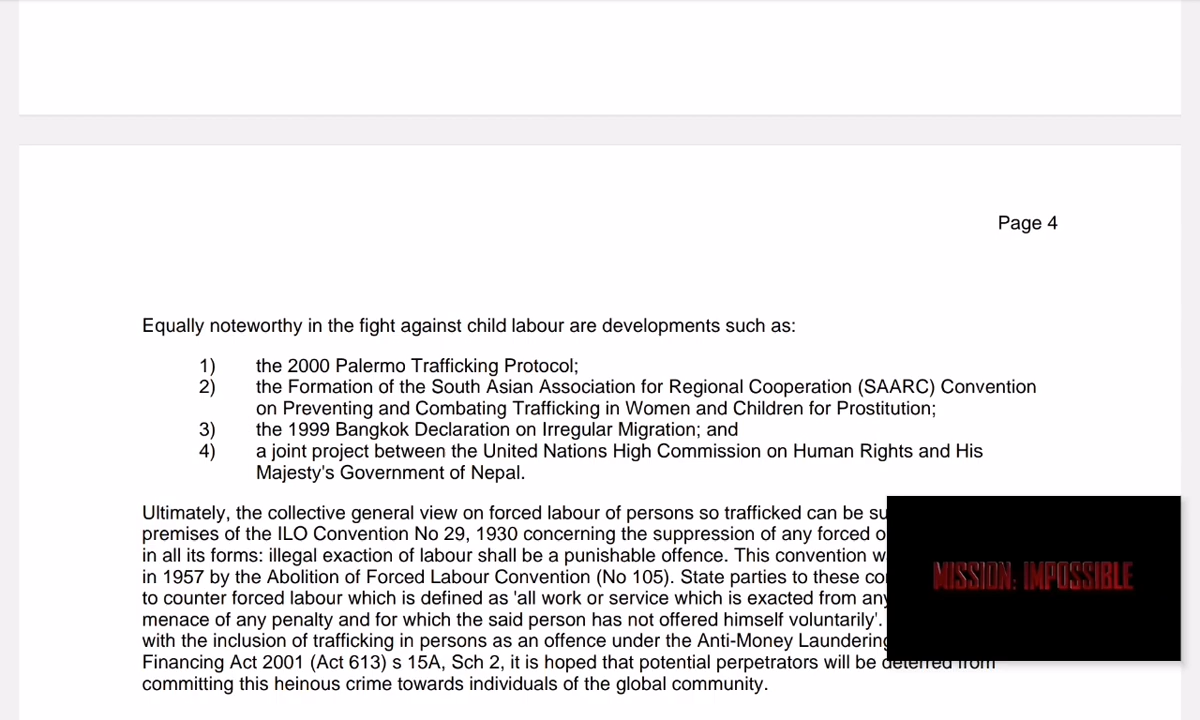 Page 4
Equally noteworthy in the fight against child labour are developments such as:
1) the 2000 Palermo Trafficking Protocol;
2) the Formation of the South Asian Association for Regional Cooperation (SAARC) Convention
on Preventing and Combating Trafficking in Women and Children for Prostitution;
3) the 1999 Bangkok Declaration on Irregular Migration; and
4) a joint project between the United Nations High Commission on Human Rights and His
Majesty's Government of Nepal.
Ultimately, the collective general view on forced labour of persons so trafficked can be su
premises of the ILO Convention No 29, 1930 concerning the suppression of any forced o
in all its forms: illegal exaction of labour shall be a punishable offence. This convention w
in 1957 by the Abolition of Forced Labour Convention (No 105). State parties to these co
to counter forced labour which is defined as 'all work or service which is exacted from any
menace of any penalty and for which the said person has not offered himself voluntarily'.
with the inclusion of trafficking in persons as an offence under the Anti-Money Laundering
Financing Act 2001 (Act 613) s 15A, Sch 2, it is hoped that potential perpetrators will be deterred from
committing this heinous crime towards individuals of the global community.
MISSION: IMPOSSIBLE